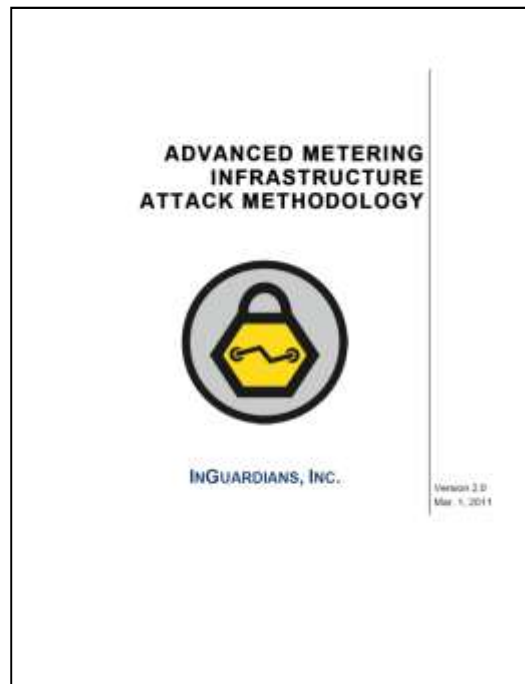 ADVANCED METERING
INFRASTRUCTURE
ATTACK METHODOLOGY
INGUARDIANS, INC.
Version 2.0
Mar. 1, 2011